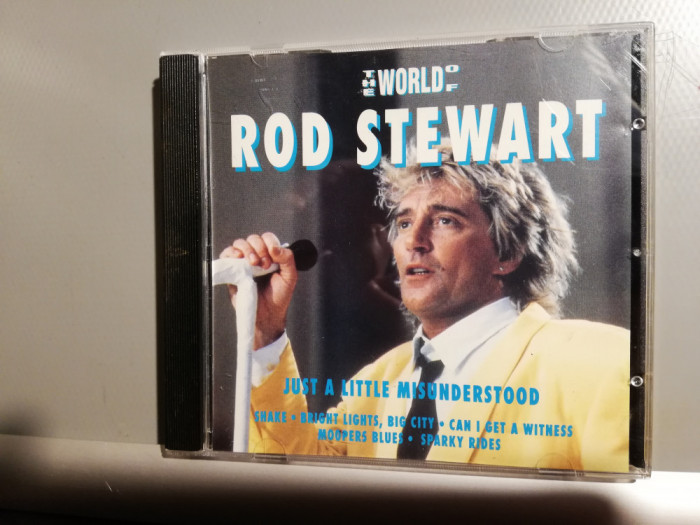 THE WORLD OF
ROD STEWART
JUST A LITTLE MISUNDERSTOOD
SHAKE • BRIGHT LIGHTS, BIG CITY • CAN I GET A WITNESS
MOOPERS BLUES • SPARKY RIDES